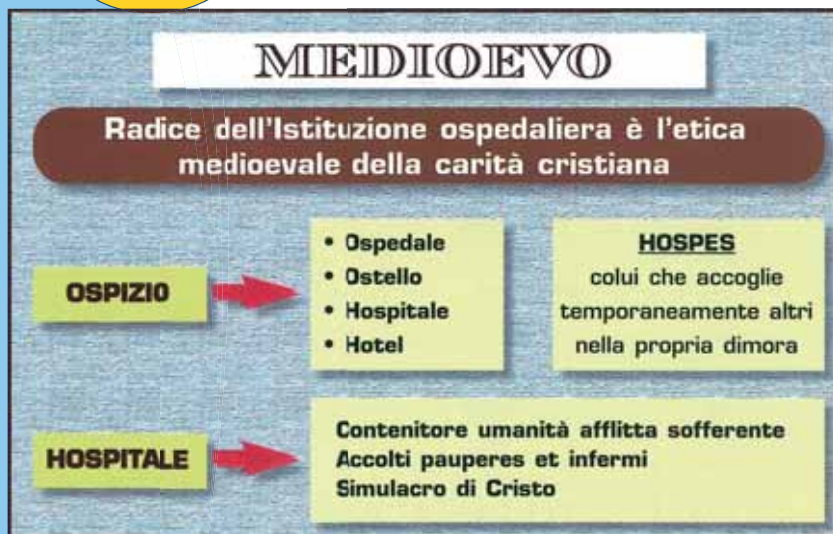 MEDIOEVO
Radice dell'Istituzione ospedaliera è l'etica
medioevale della carità cristiana
OSPIZIO
• Ospedale
• Ostello
• Hospitale
• Hotel
HOSPES
colui che accoglie
temporaneamente altri
nella propria dimora
HOSPITALE
Contenitore umanità afflitta sofferente
Accolti pauperes et infermi
Simulacro di Cristo